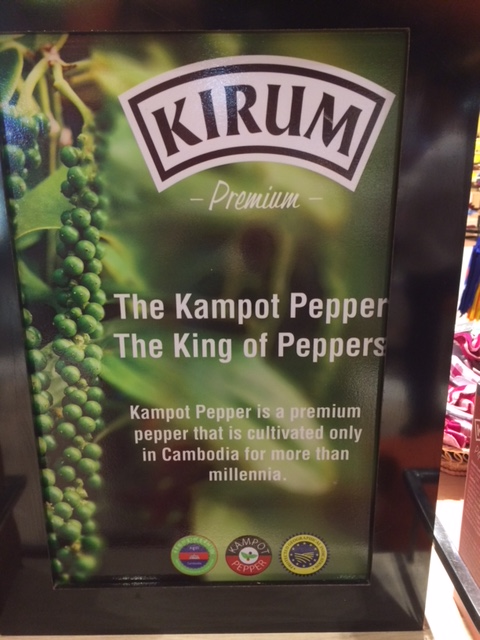 KIRUM
– Premium –
The Kampot Pepper
The King of Peppers
Kampot Pepper is a premium
pepper that is cultivated only
in Cambodia for more than
millennia.
KAMPOT
PEPPER